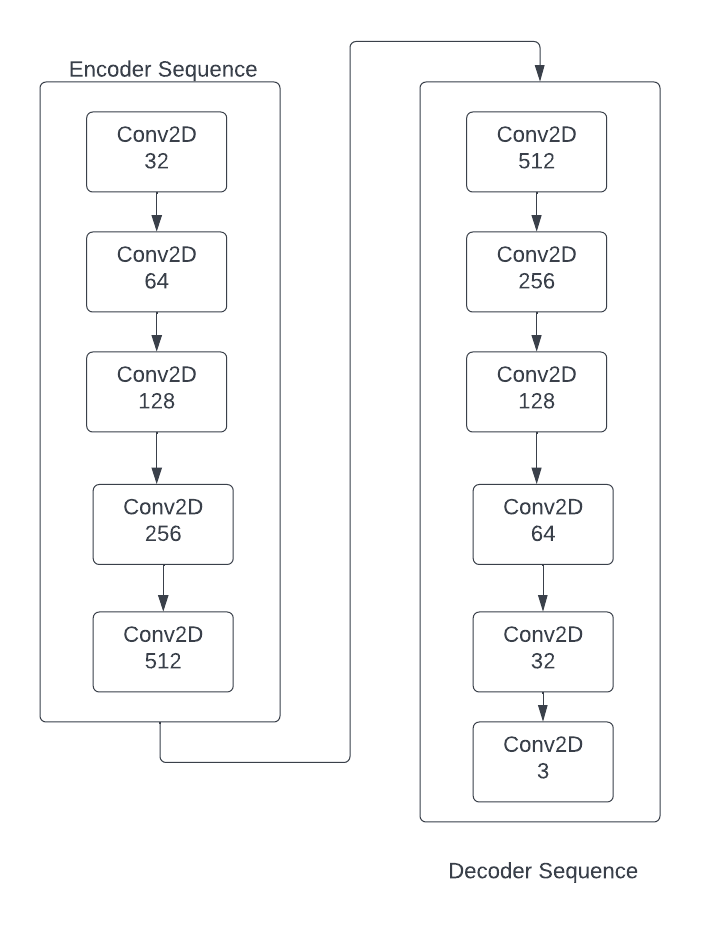 Encoder Sequence
Conv2D
32
Conv2D
64
Conv2D
128
Conv2D
256
Conv2D
512
Conv2D
512
Conv2D
256
Conv2D
128
Conv2D
64
Conv2D
32
Conv2D
3
Decoder Sequence